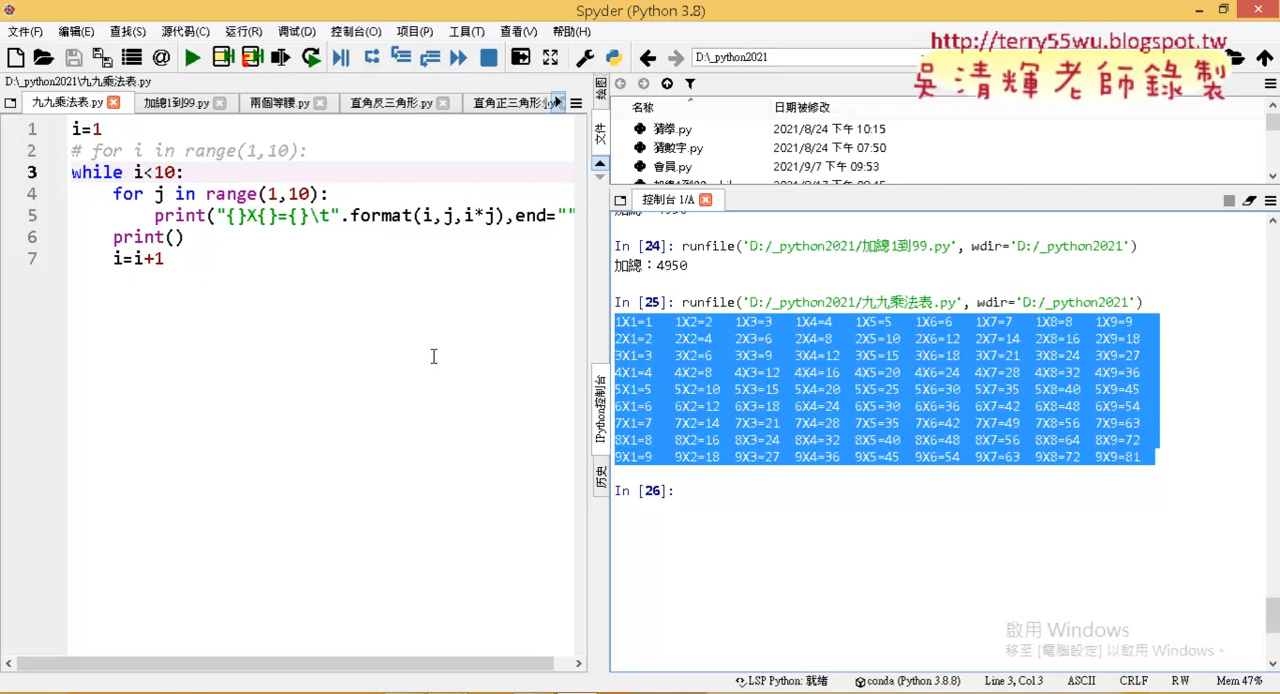 Spyder (Python 3.8)
文件(F) 编辑(E) 查找(S) 源代码(C) 运行(R) 调试(D) 控制台(O) 项目(P) 工具(T) 查看(V) 帮助(H)
D:\_python2021
http://terry55wu.blogspot.tw
吳清輝老師錄製
D:\_python2021\九九乘法表.py
九九乘法表.py 加總1到99.py 兩個等腰.py 直角反三角形.py 直角正三角形.py
1 i=1
2 # for i in range(1,10):
3 while i<10:
4 for j in range(1,10):
5 print("{}X{}={}\t".format(i,j,i*j),end=""
6 print()
7 i=i+1
绘图
文件
名称 日期被修改
猜拳.py 2021/8/24 下午 10:15
猜數字.py 2021/8/24 下午 07:50
會員.py 2021/9/7 下午 09:53
控制台 1/A
In [24]: runfile('D:/_python2021/加總1到99.py', wdir='D:/_python2021')
加總：4950
In [25]: runfile('D:/_python2021/九九乘法表.py', wdir='D:/_python2021')
1X1=1 1X2=2 1X3=3 1X4=4 1X5=5 1X6=6 1X7=7 1X8=8 1X9=9
2X1=2 2X2=4 2X3=6 2X4=8 2X5=10 2X6=12 2X7=14 2X8=16 2X9=18
3X1=3 3X2=6 3X3=9 3X4=12 3X5=15 3X6=18 3X7=21 3X8=24 3X9=27
4X1=4 4X2=8 4X3=12 4X4=16 4X5=20 4X6=24 4X7=28 4X8=32 4X9=36
5X1=5 5X2=10 5X3=15 5X4=20 5X5=25 5X6=30 5X7=35 5X8=40 5X9=45
6X1=6 6X2=12 6X3=18 6X4=24 6X5=30 6X6=36 6X7=42 6X8=48 6X9=54
7X1=7 7X2=14 7X3=21 7X4=28 7X5=35 7X6=42 7X7=49 7X8=56 7X9=63
8X1=8 8X2=16 8X3=24 8X4=32 8X5=40 8X6=48 8X7=56 8X8=64 8X9=72
9X1=9 9X2=18 9X3=27 9X4=36 9X5=45 9X6=54 9X7=63 9X8=72 9X9=81
In [26]:
IPython控制台
历史
啟用 Windows
移至 [電腦設定] 以啟用 Windows。
LSP Python: 就绪 conda (Python 3.8.8) Line 3, Col 3 ASCII CRLF RW Mem 47%